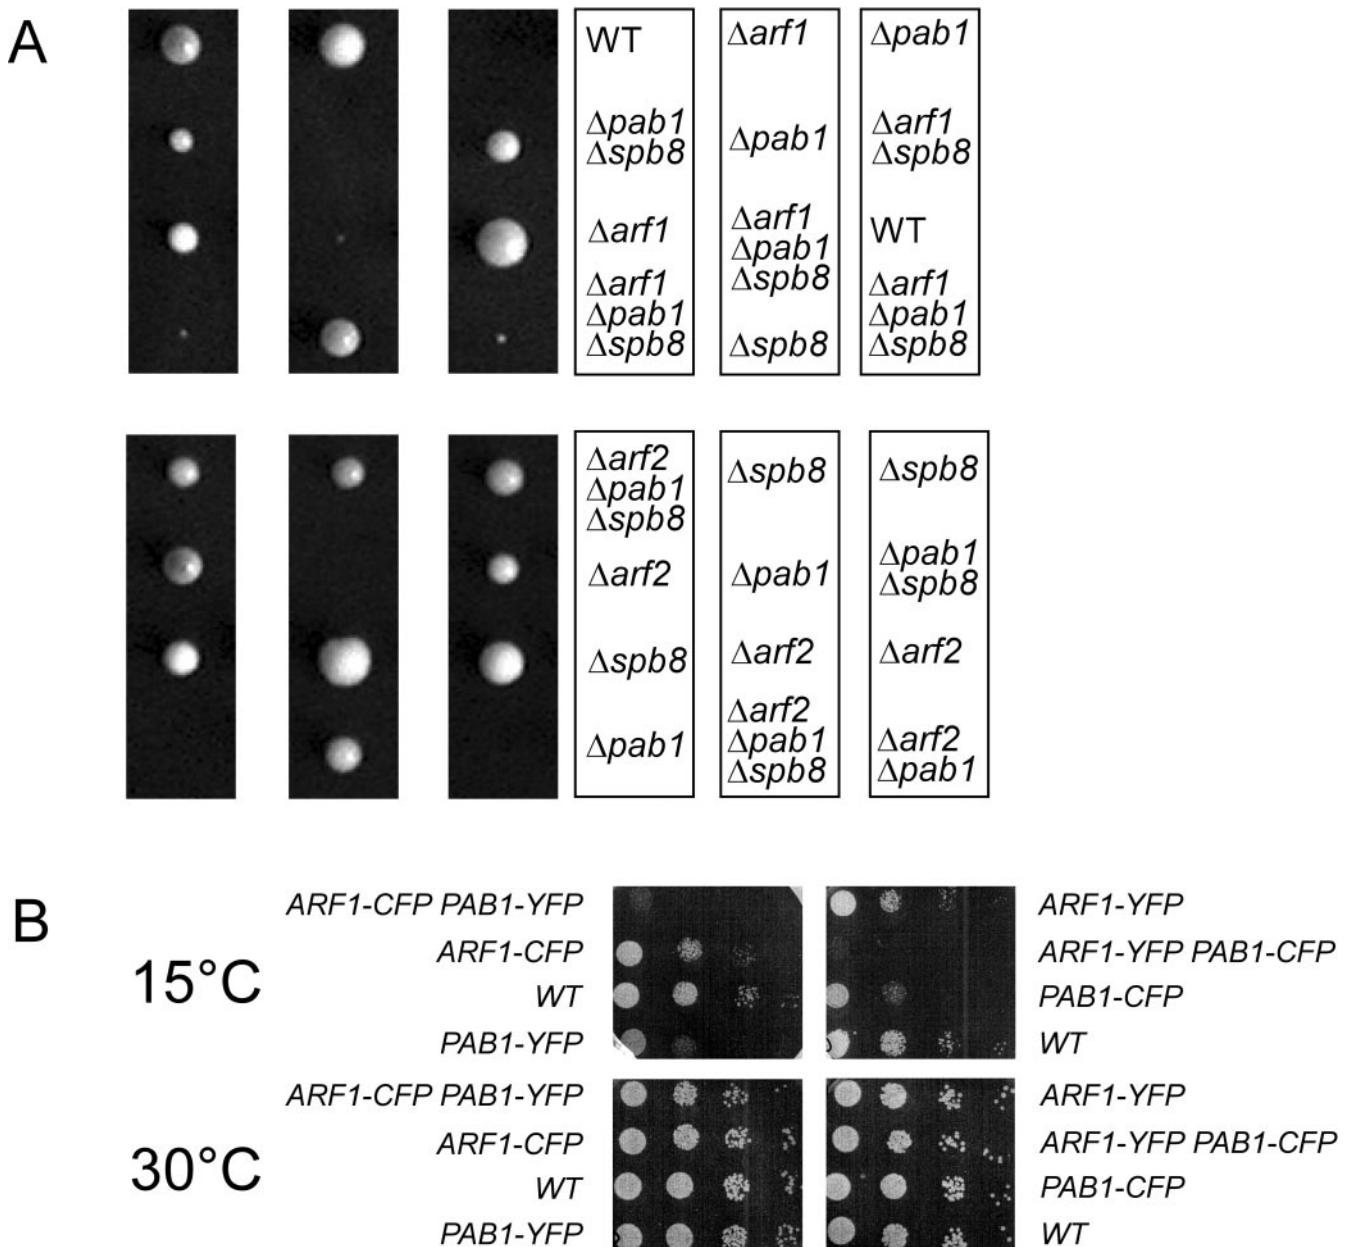 A
WT
Δpab1
Δspb8
Δarf1
Δarf1
Δpab1
Δspb8
Δarf1
Δpab1
Δarf1
Δpab1
Δspb8
Δspb8
Δpab1
Δarf1
Δspb8
WT
Δarf1
Δpab1
Δspb8
Δarf2
Δpab1
Δspb8
Δarf2
Δspb8
Δpab1
Δspb8
Δpab1
Δarf2
Δarf2
Δpab1
Δspb8
Δspb8
Δpab1
Δspb8
Δarf2
Δarf2
Δpab1
B
15°C
ARF1-CFP PAB1-YFP
ARF1-CFP
WT
PAB1-YFP
ARF1-YFP
ARF1-YFP PAB1-CFP
PAB1-CFP
WT
30°C
ARF1-CFP PAB1-YFP
ARF1-CFP
WT
PAB1-YFP
ARF1-YFP
ARF1-YFP PAB1-CFP
PAB1-CFP
WT